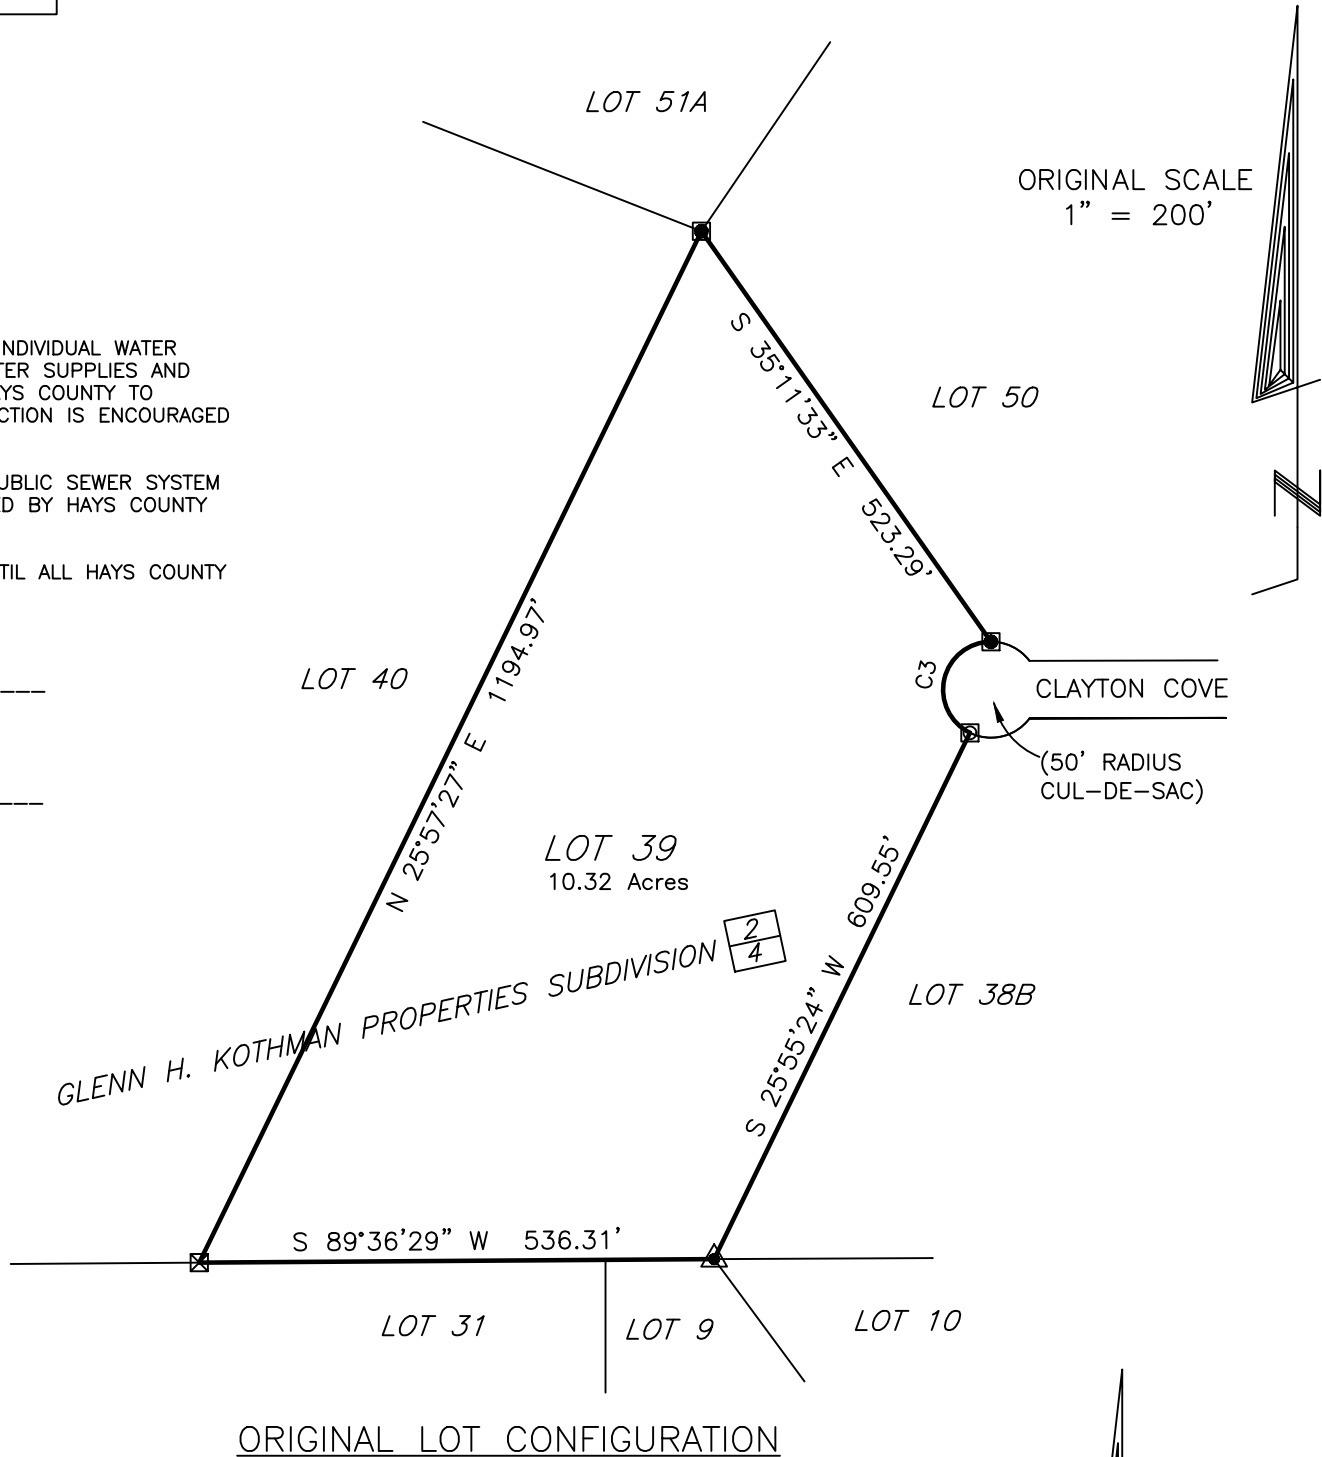 LOT 51A
ORIGINAL SCALE
1" = 200'
NDIVIDUAL WATER
TER SUPPLIES AND
YS COUNTY TO
CTION IS ENCOURAGED
UBLIC SEWER SYSTEM
ED BY HAYS COUNTY
TIL ALL HAYS COUNTY
S 35°11'33" E 523.29'
LOT 50
N
LOT 40
N 25°57'27" E 1194.97'
C3
CLAYTON COVE
(50' RADIUS
CUL-DE-SAC)
LOT 39
10.32 Acres
GLENN H. KOTHMAN PROPERTIES SUBDIVISION
2
4
S 25°55'24" W 609.55'
LOT 38B
S 89°36'29" W 536.31'
LOT 31
LOT 9
LOT 10
ORIGINAL LOT CONFIGURATION